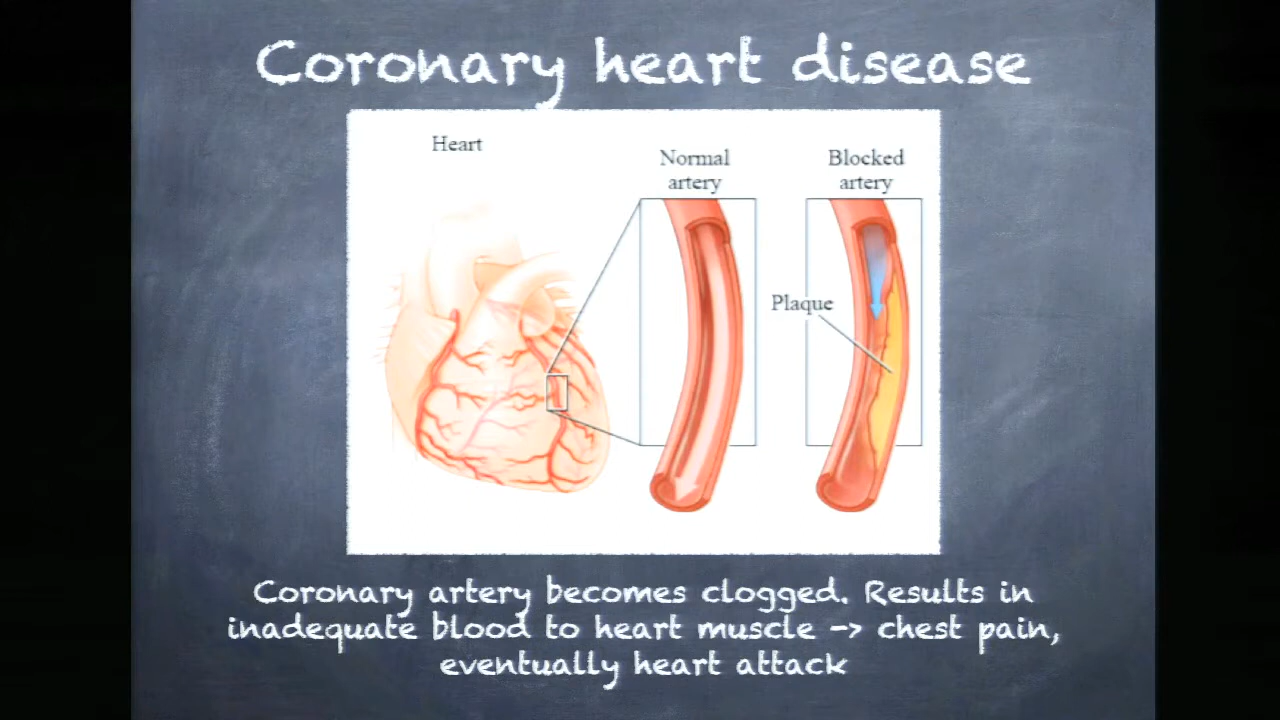 Coronary heart disease
Heart
Normal
artery
Blocked
artery
Plaque
Coronary artery becomes clogged. Results in
inadequate blood to heart muscle -> chest pain,
eventually heart attack